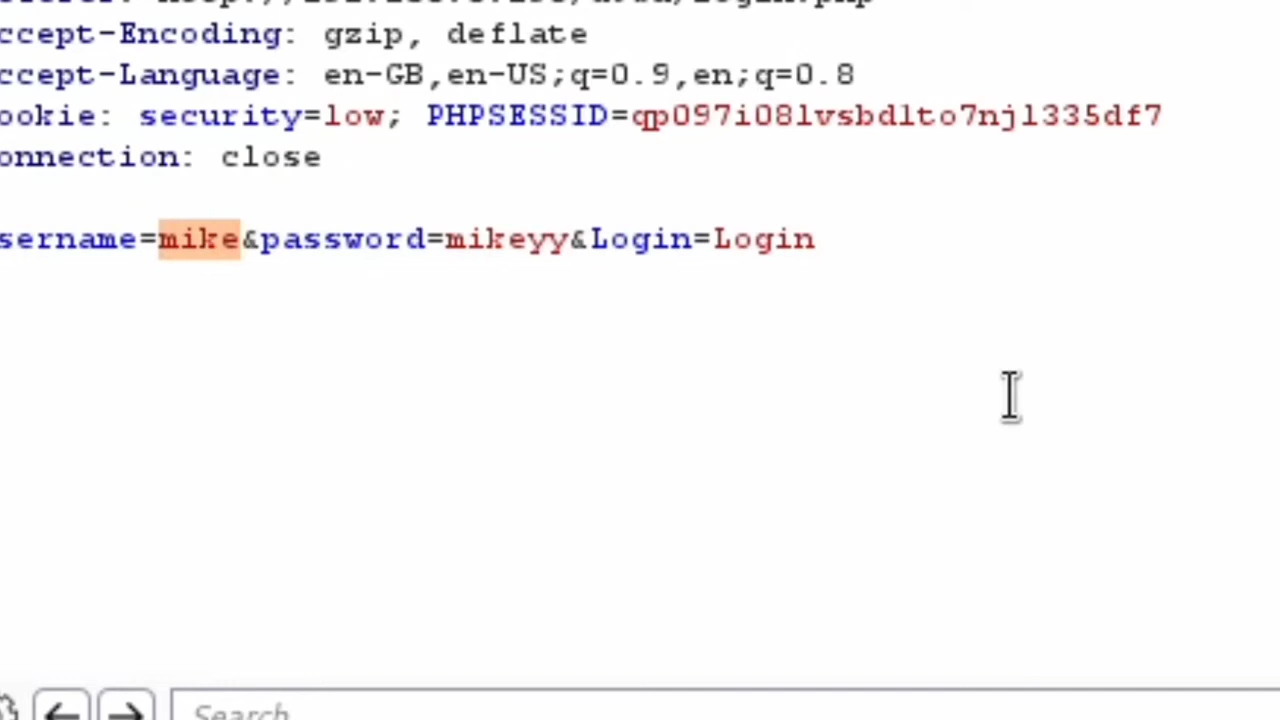 ccept-Encoding: gzip, deflate
ccept-Language: en-GB,en-US;q=0.9,en;q=0.8
ookie: security=low; PHPSESSID=qp097i08lvsbdlto7njl335df7
onnection: close
sername=mike&password=mikeyy&Login=Login
Search